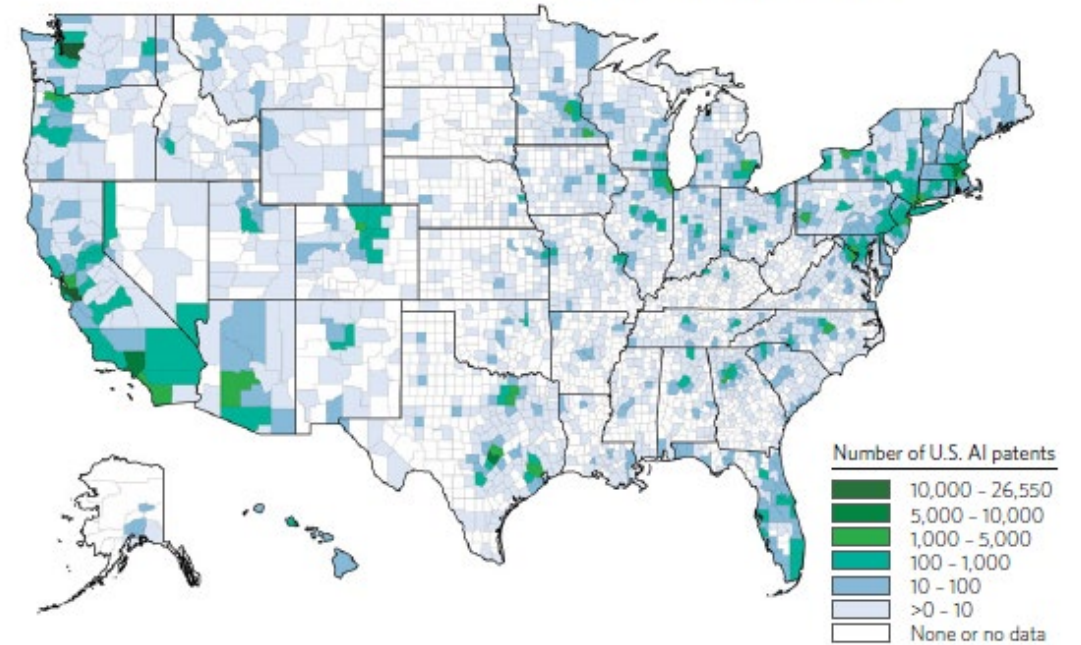 Number of U.S. AI patents
10,000 – 26,550
5,000 – 10,000
1,000 – 5,000
100 – 1,000
10 – 100
>0 – 10
None or no data